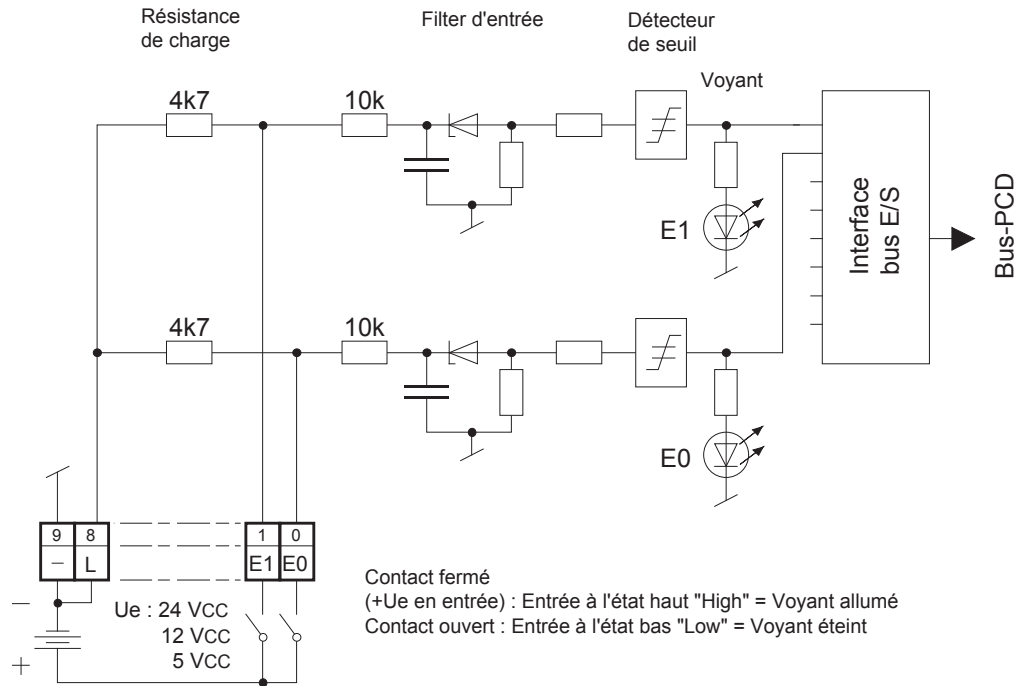 Résistance
de charge
Filter d'entrée
Détecteur
de seuil
Voyant
4k7
10k
E1
Interface
bus E/S
Bus-PCD
4k7
10k
E0
9 8 1 0
– L E1 E0
–
+
Ue : 24 VCC
12 VCC
5 VCC
Contact fermé
(+Ue en entrée) : Entrée à l'état haut "High" = Voyant allumé
Contact ouvert : Entrée à l'état bas "Low" = Voyant éteint